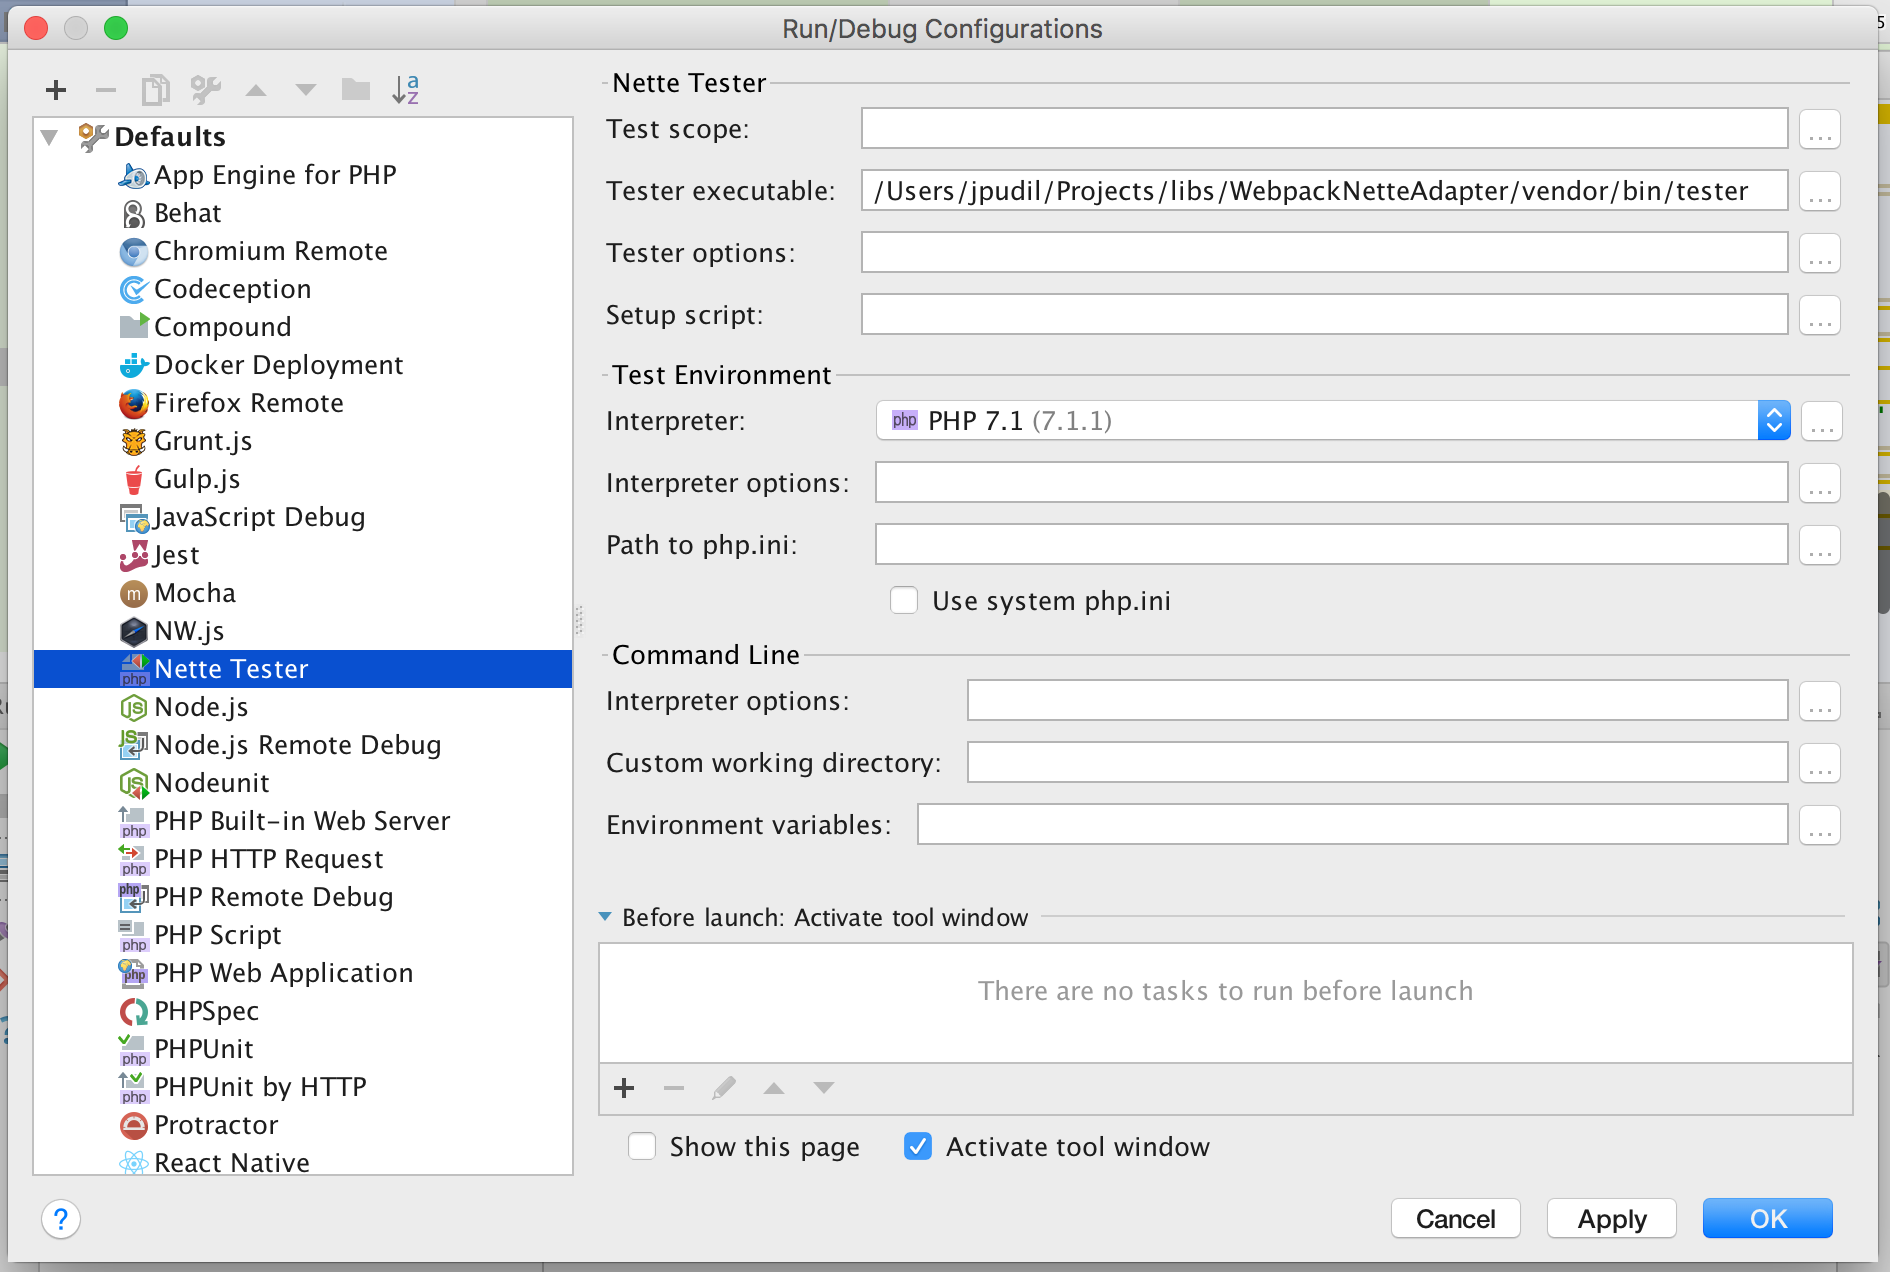 Run/Debug Configurations
Defaults
App Engine for PHP
Behat
Chromium Remote
Codeception
Compound
Docker Deployment
Firefox Remote
Grunt.js
Gulp.js
JavaScript Debug
Jest
Mocha
NW.js
Nette Tester
Node.js
Node.js Remote Debug
Nodeunit
PHP Built-in Web Server
PHP HTTP Request
PHP Remote Debug
PHP Script
PHP Web Application
PHPSpec
PHPUnit
PHPUnit by HTTP
Protractor
React Native
Nette Tester
Test scope:
...
Tester executable: /Users/jpudil/Projects/libs/WebpackNetteAdapter/vendor/bin/tester
...
Tester options:
...
Setup script:
...
Test Environment
Interpreter: php PHP 7.1 (7.1.1)
...
Interpreter options:
...
Path to php.ini:
...
Use system php.ini
Command Line
Interpreter options:
...
Custom working directory:
...
Environment variables:
...
Before launch: Activate tool window
There are no tasks to run before launch
Show this page
Activate tool window
?
Cancel
Apply
OK